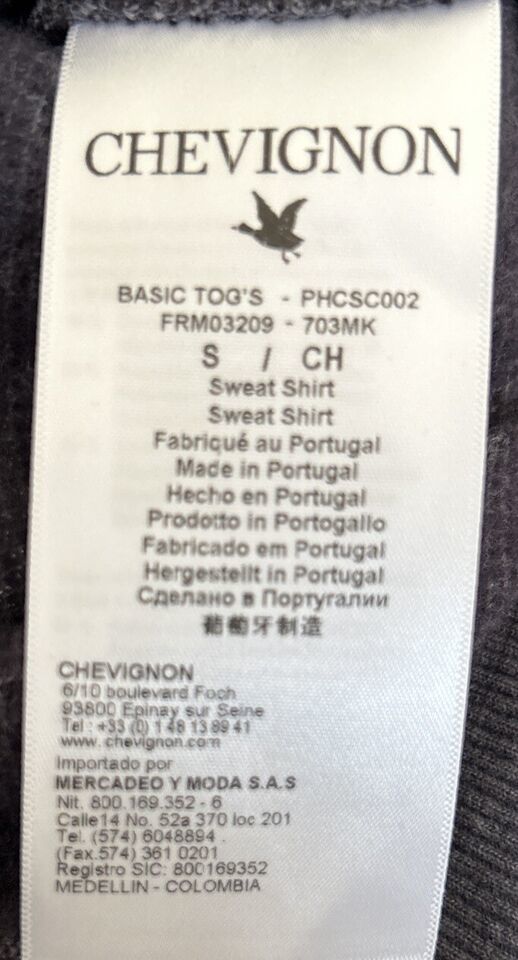 CHEVIGNON
BASIC TOG'S - PHCSC002
FRM03209 - 703MK
S / CH
Sweat Shirt
Sweat Shirt
Fabriqué au Portugal
Made in Portugal
Hecho en Portugal
Prodotto in Portogallo
Fabricado em Portugal
Hergestellt in Portugal
Сделано в Португалии
葡萄牙制造
CHEVIGNON
6/10 boulevard Foch
93800 Epinay sur Seine
Tel : +33 (0) 1 48 13 89 41
www.chevignon.com
Importado por
MERCADEO Y MODA S.A.S
Nit. 800.169.352 - 6
Calle14 No. 52a 370 loc 201
Tel. (574) 6048894 .
(Fax.574) 361 0201
Registro SIC: 800169352
MEDELLIN - COLOMBIA